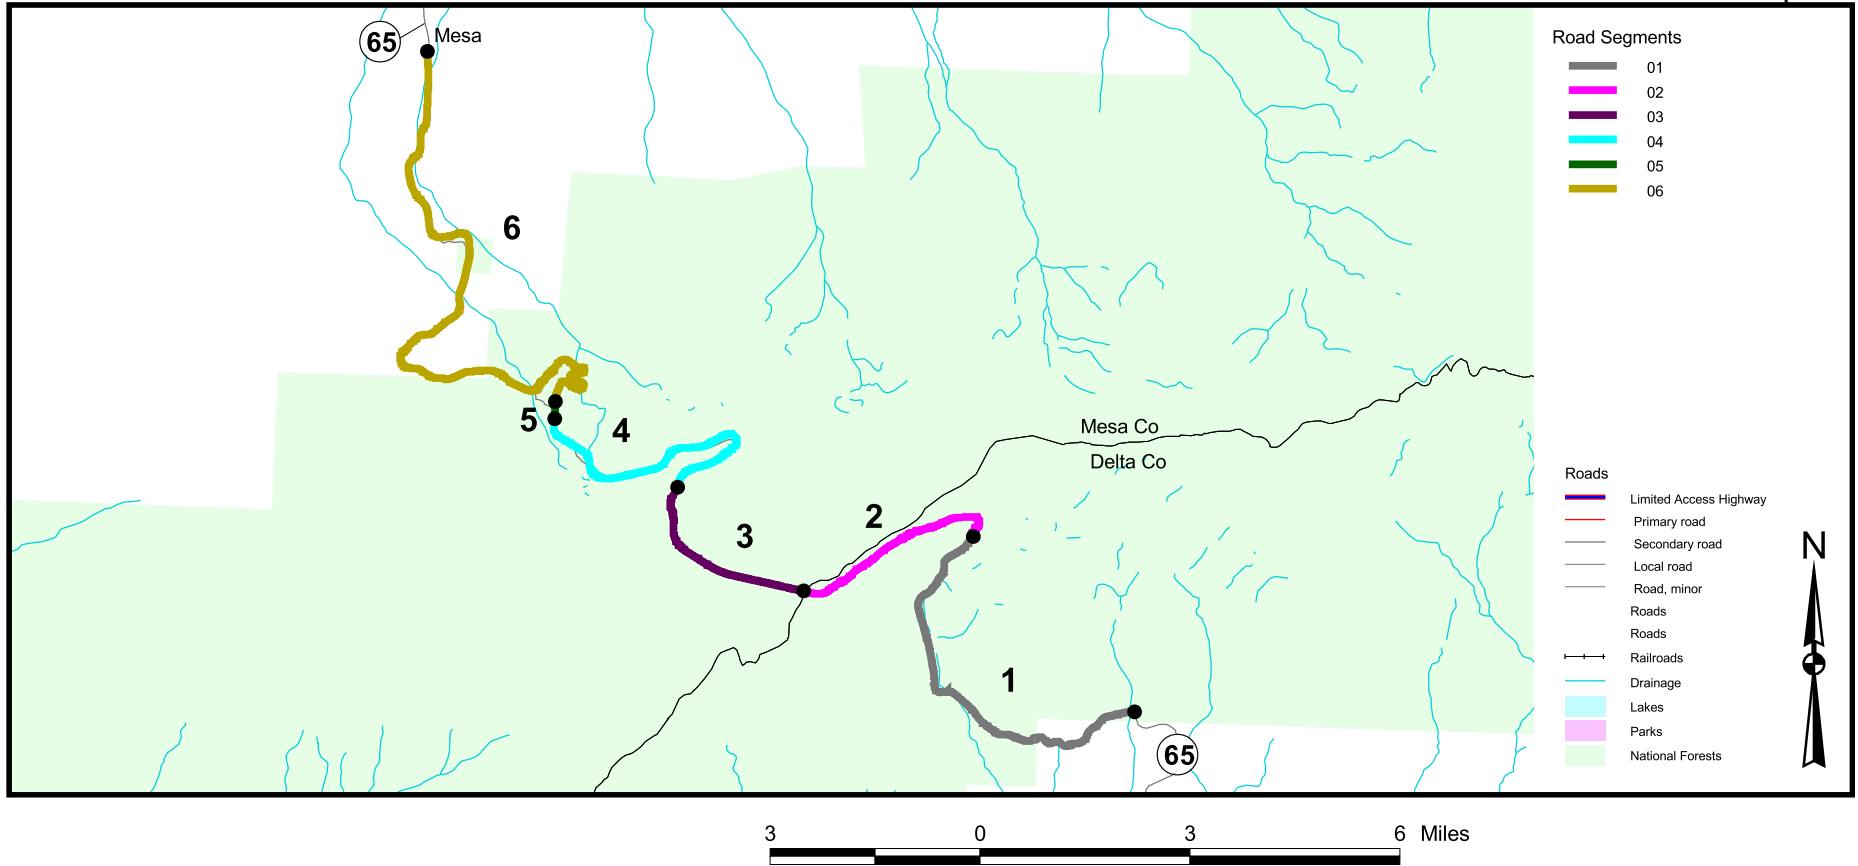 65
Mesa
6
5
4
3
2
1
Mesa Co
Delta Co
65
Road Segments
01
02
03
04
05
06
Roads
Limited Access Highway
Primary road
Secondary road
Local road
Road, minor
Roads
Roads
Railroads
Drainage
Lakes
Parks
National Forests
N
3 0 3 6 Miles